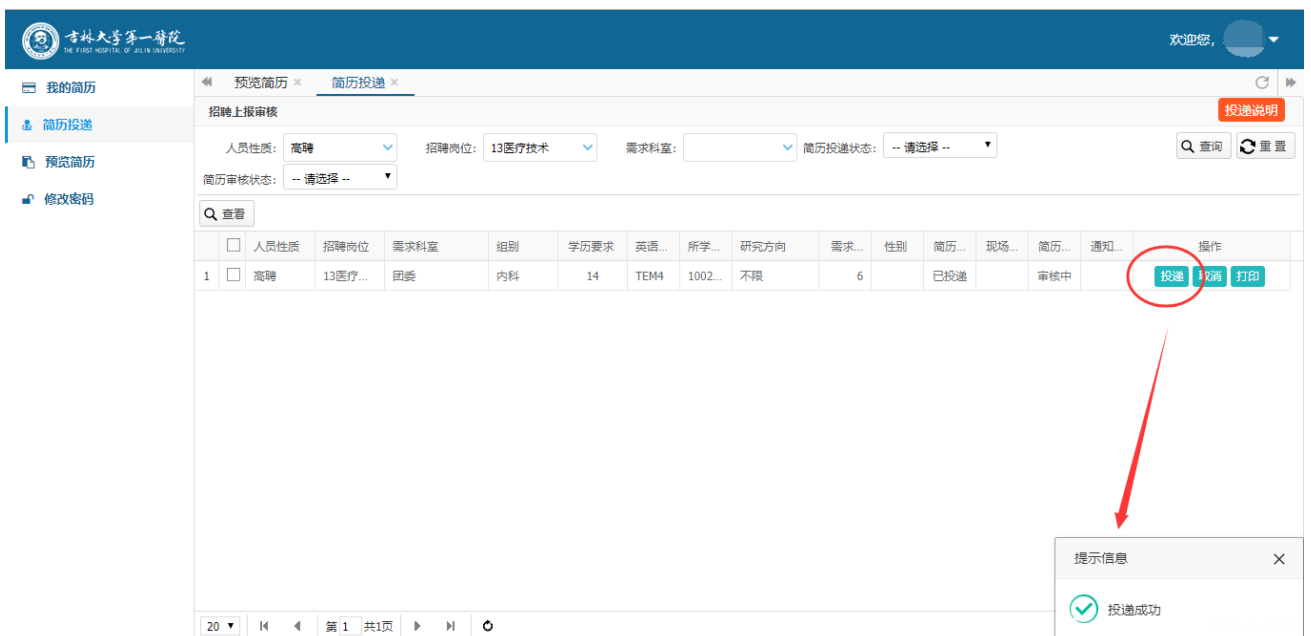 吉林大学第一醫院
THE FIRST HOSPITAL OF JILIN UNIVERSITY
欢迎您,
我的简历
简历投递
预览简历
修改密码
预览简历 × 简历投递 ×
招聘上报审核 投递说明
人员性质: 高聘 招聘岗位: 13医疗技术 需求科室: 简历投递状态: -- 请选择 -- 查询 重置
简历审核状态: -- 请选择 --
查看
人员性质 招聘岗位 需求科室 组别 学历要求 英语... 所学... 研究方向 需求... 性别 简历... 现场... 简历... 通知... 操作
1 高聘 13医疗... 团委 内科 14 TEM4 1002... 不限 6 已投递 审核中 投递 取消 打印
提示信息 ×
投递成功
20 第 1 共1页